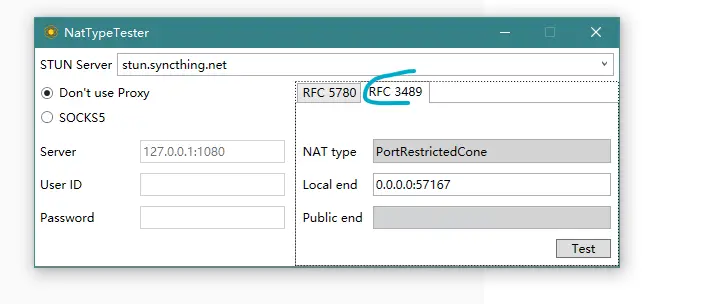 NatTypeTester
STUN Server stun.syncthing.net
Don't use Proxy
SOCKS5
Server 127.0.0.1:1080
User ID
Password
RFC 5780 RFC 3489
NAT type PortRestrictedCone
Local end 0.0.0.0:57167
Public end
Test